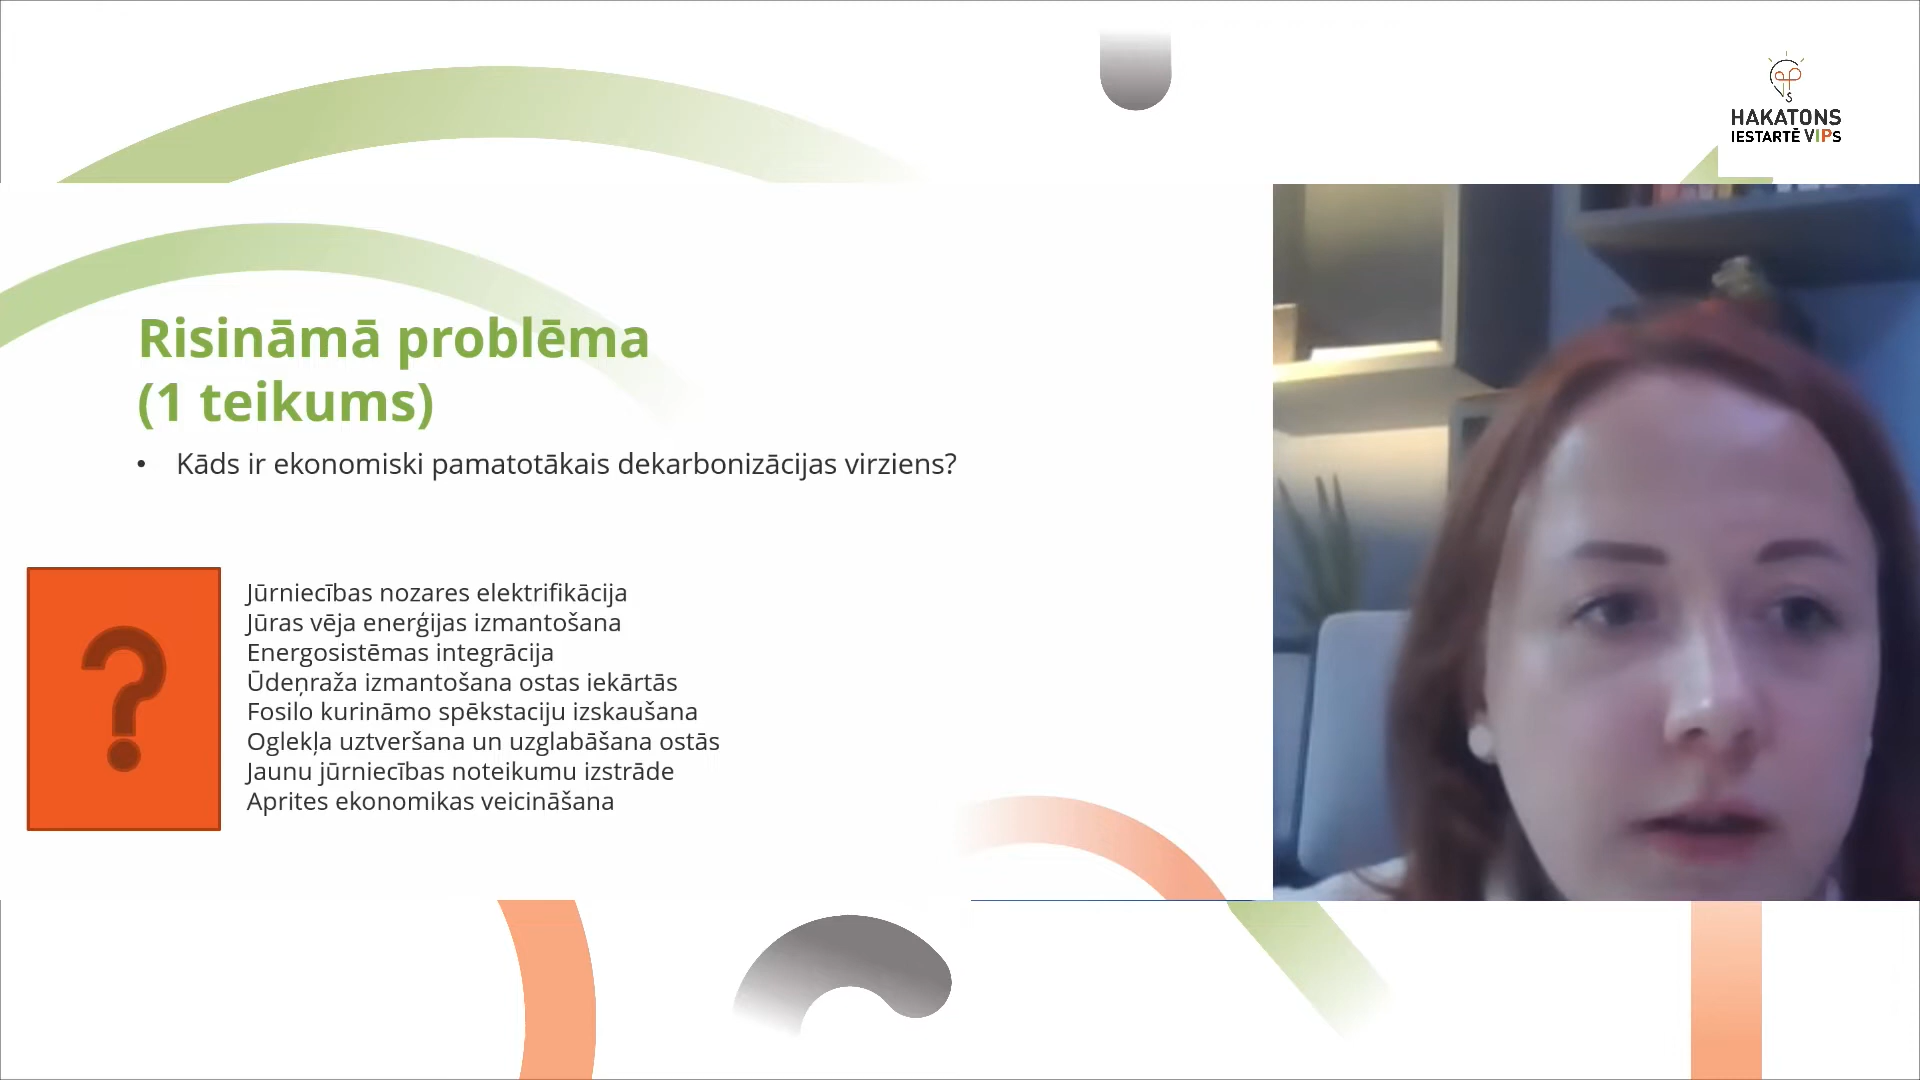 HAKATONS
IESTARTĒ VIPS
Risināmā problēma
(1 teikums)
• Kāds ir ekonomiski pamatotākais dekarbonizācijas virziens?
?
Jūrniecības nozares elektrifikācija
Jūras vēja enerģijas izmantošana
Energosistēmas integrācija
Ūdeņraža izmantošana ostas iekārtās
Fosilo kurināmo spēkstaciju izskaušana
Oglekļa uztveršana un uzglabāšana ostās
Jaunu jūrniecības noteikumu izstrāde
Aprites ekonomikas veicināšana